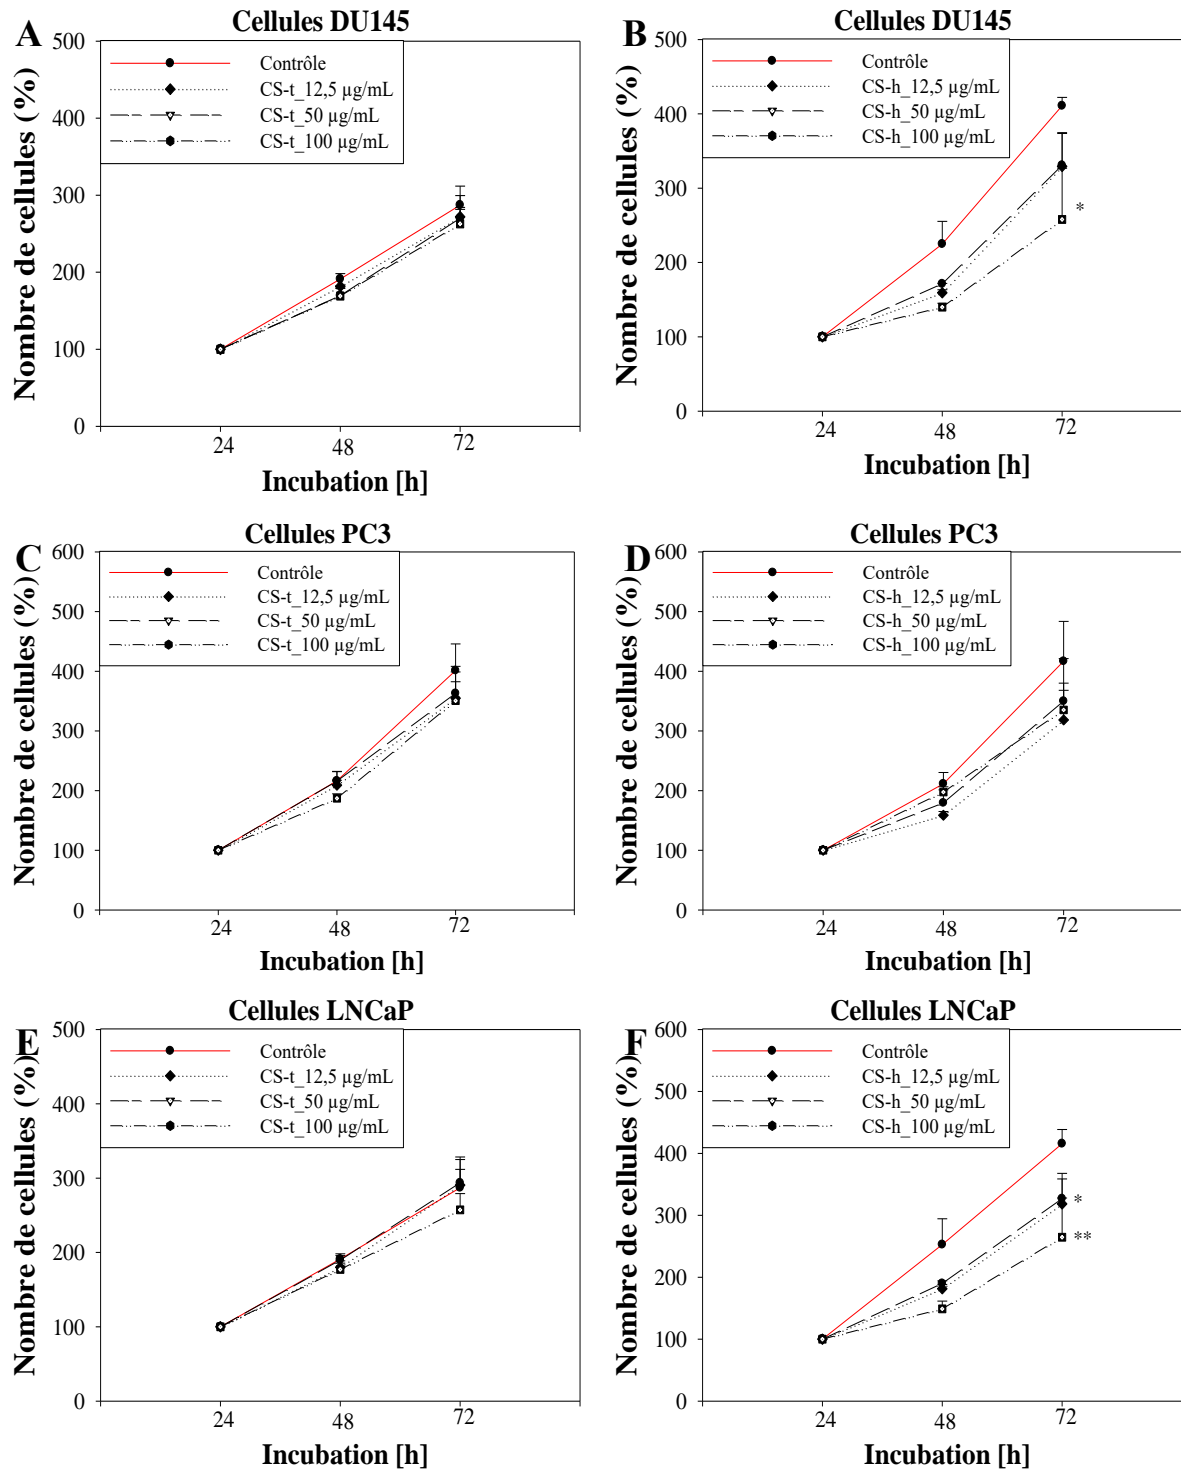 A
Cellules DU145
Nombre de cellules (%)
500
400
300
200
100
0
Contrôle
CS-t_12,5 µg/mL
CS-t_50 µg/mL
CS-t_100 µg/mL
24
48
72
Incubation [h]
B
Cellules DU145
Nombre de cellules (%)
500
400
300
200
100
0
Contrôle
CS-h_12,5 µg/mL
CS-h_50 µg/mL
CS-h_100 µg/mL
*
24
48
72
Incubation [h]
C
Cellules PC3
Nombre de cellules (%)
600
500
400
300
200
100
0
Contrôle
CS-t_12,5 µg/mL
CS-t_50 µg/mL
CS-t_100 µg/mL
24
48
72
Incubation [h]
D
Cellules PC3
Nombre de cellules (%)
600
500
400
300
200
100
0
Contrôle
CS-h_12,5 µg/mL
CS-h_50 µg/mL
CS-h_100 µg/mL
24
48
72
Incubation [h]
E
Cellules LNCaP
Nombre de cellules (%)
500
400
300
200
100
0
Contrôle
CS-t_12,5 µg/mL
CS-t_50 µg/mL
CS-t_100 µg/mL
24
48
72
Incubation [h]
F
Cellules LNCaP
Nombre de cellules (%)
600
500
400
300
200
100
0
Contrôle
CS-h_12,5 µg/mL
CS-h_50 µg/mL
CS-h_100 µg/mL
*
**
24
48
72
Incubation [h]